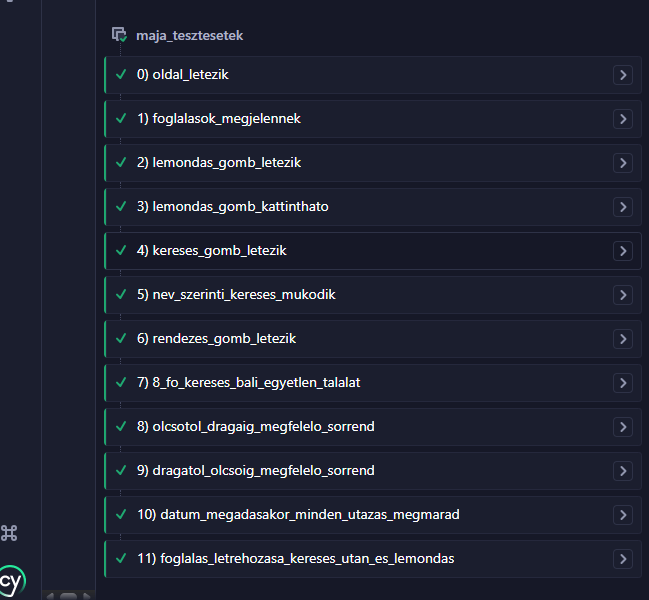 maja_tesztesetek
0) oldal_letezik
1) foglalasok_megjelennek
2) lemondas_gomb_letezik
3) lemondas_gomb_kattinthato
4) kereses_gomb_letezik
5) nev_szerinti_kereses_mukodik
6) rendezes_gomb_letezik
7) 8_fo_kereses_bali_egyetlen_talalat
8) olcsotol_dragaig_megfelelo_sorrend
9) dragatol_olcsoig_megfelelo_sorrend
10) datum_megadasakor_minden_utazas_megmarad
11) foglalas_letrehozasa_kereses_utan_es_lemondas
cy